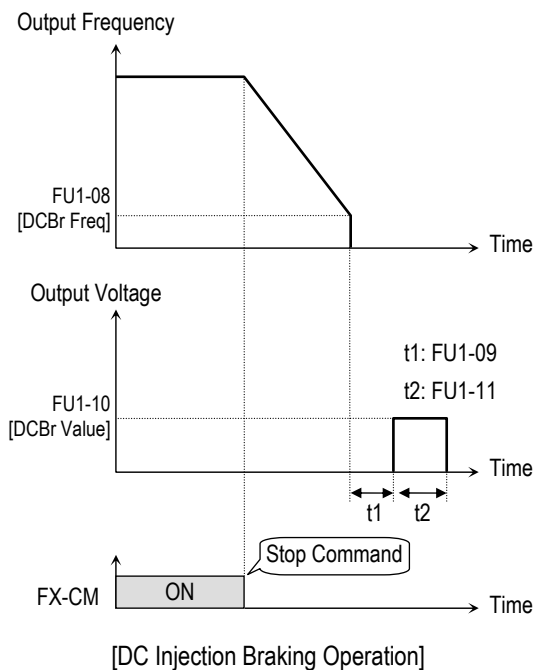 Output Frequency
FU1-08
[DCBr Freq]
Time
Output Voltage
t1: FU1-09
t2: FU1-11
FU1-10
[DCBr Value]
Time
t1
t2
Stop Command
FX-CM
ON
Time
[DC Injection Braking Operation]